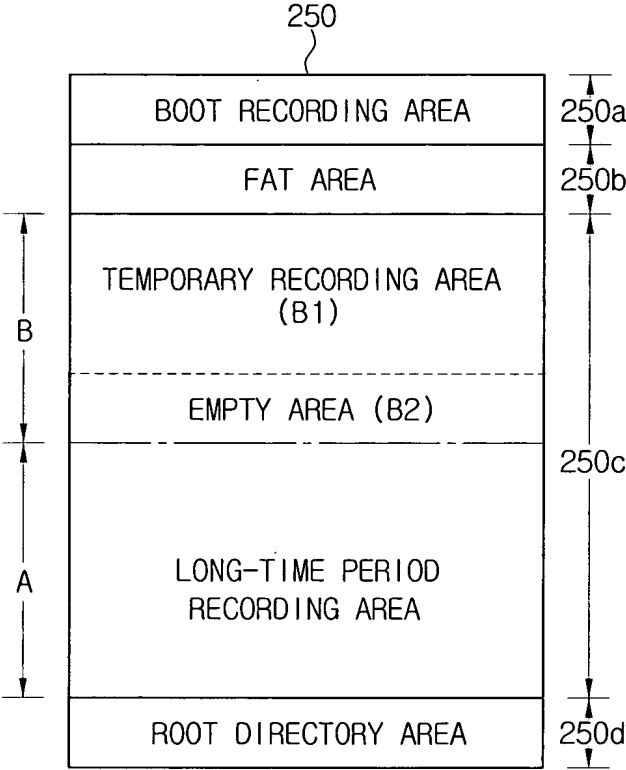 250
BOOT RECORDING AREA
250a
FAT AREA
250b
TEMPORARY RECORDING AREA
(B1)
B
EMPTY AREA (B2)
250c
A
LONG-TIME PERIOD
RECORDING AREA
ROOT DIRECTORY AREA
250d